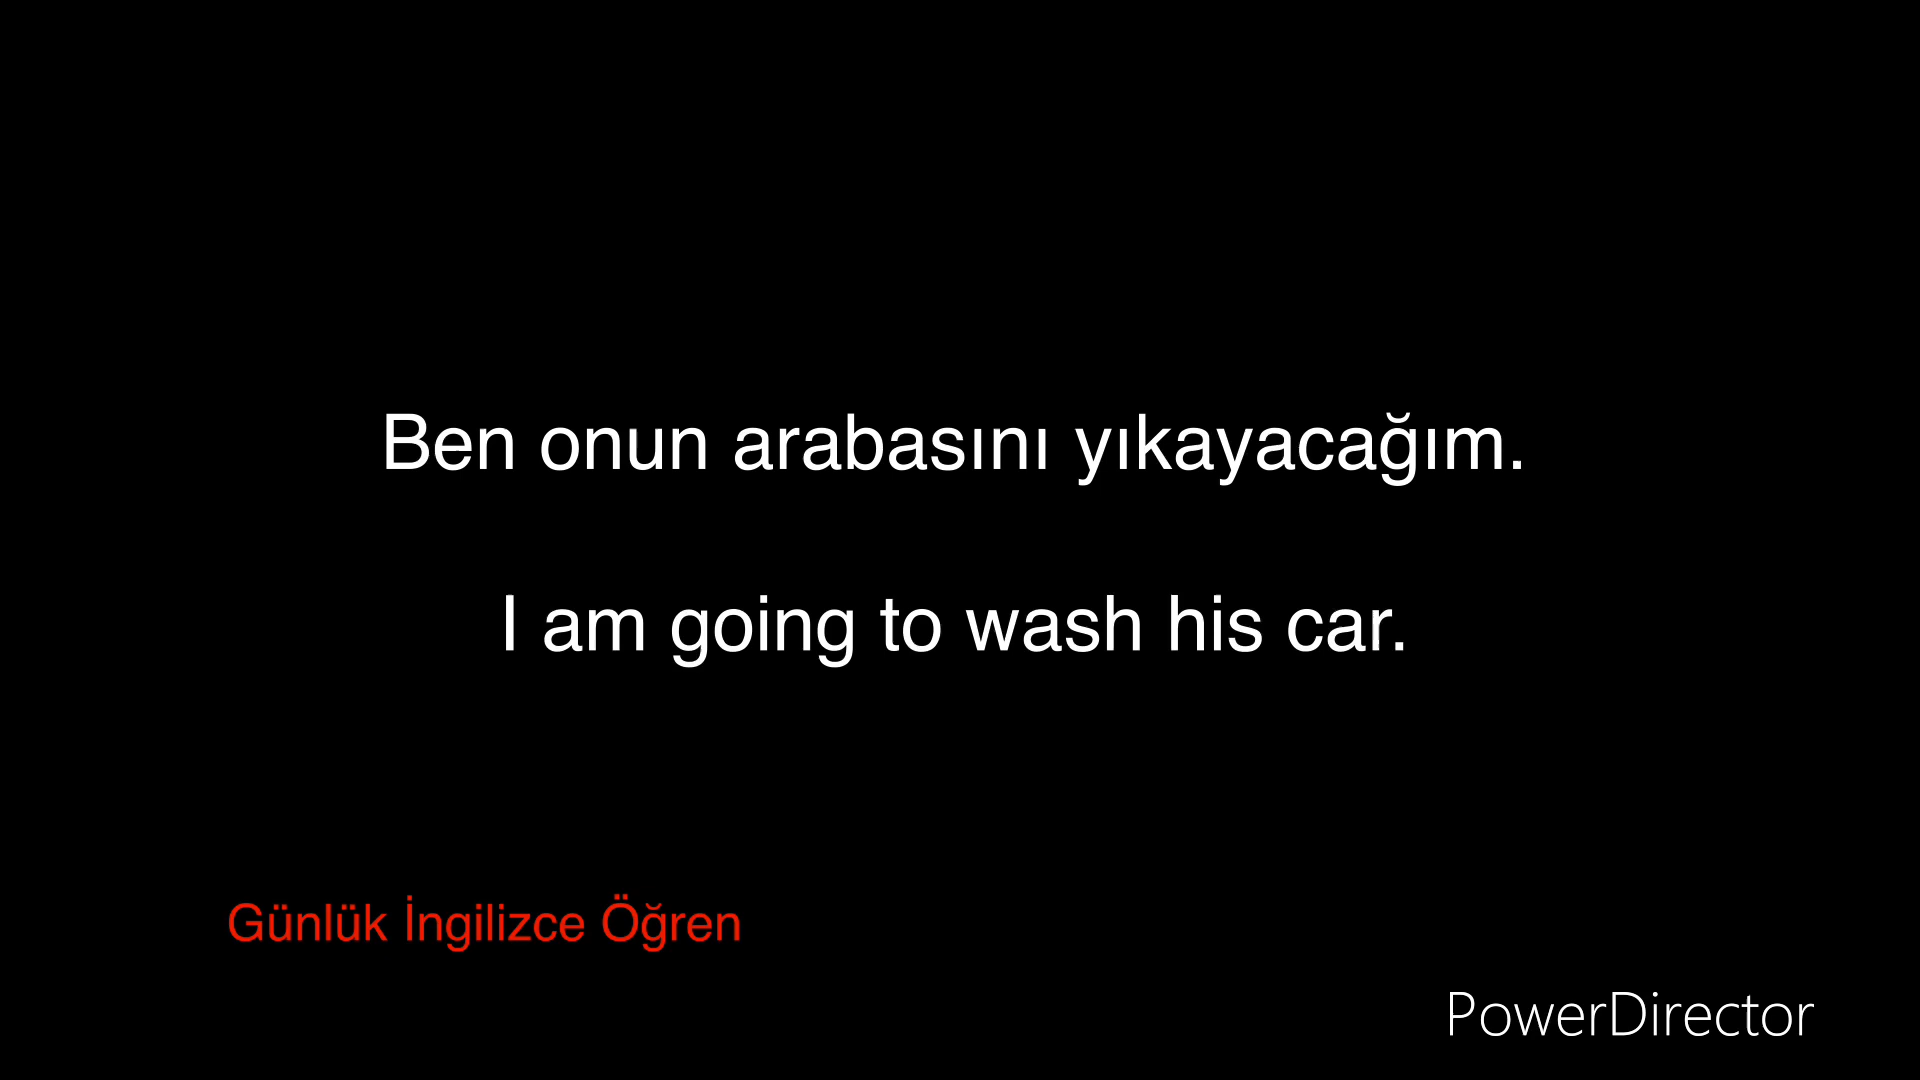 Ben onun arabasını yıkayacağım.
I am going to wash his car.
Günlük İngilizce Öğren
PowerDirector